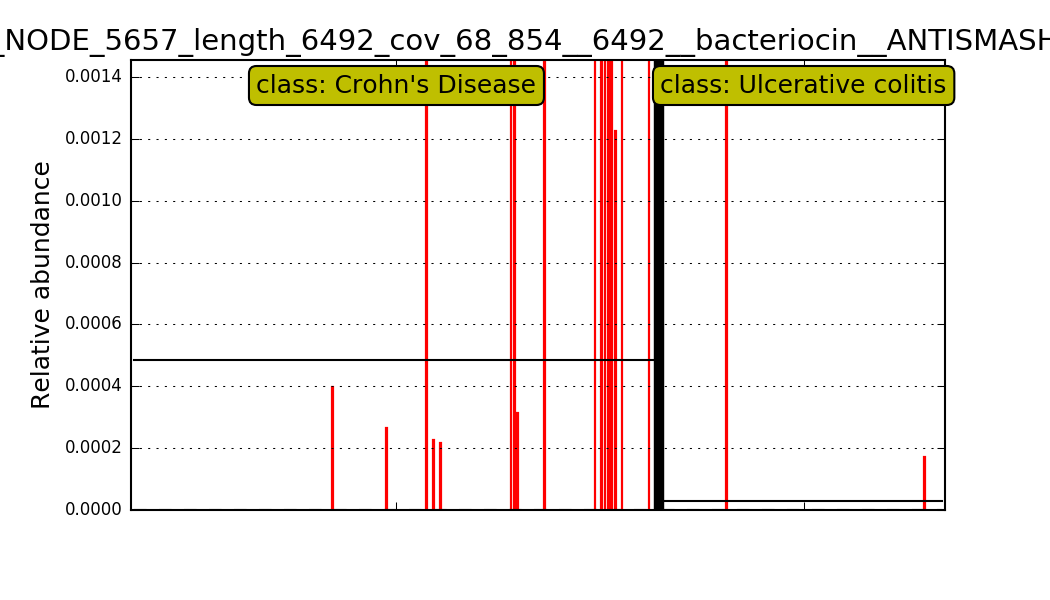 _NODE_5657_length_6492_cov_68_854__6492__bacteriocin__ANTISMASH
class: Crohn's Disease
class: Ulcerative colitis
Relative abundance
0.0014
0.0012
0.0010
0.0008
0.0006
0.0004
0.0002
0.0000